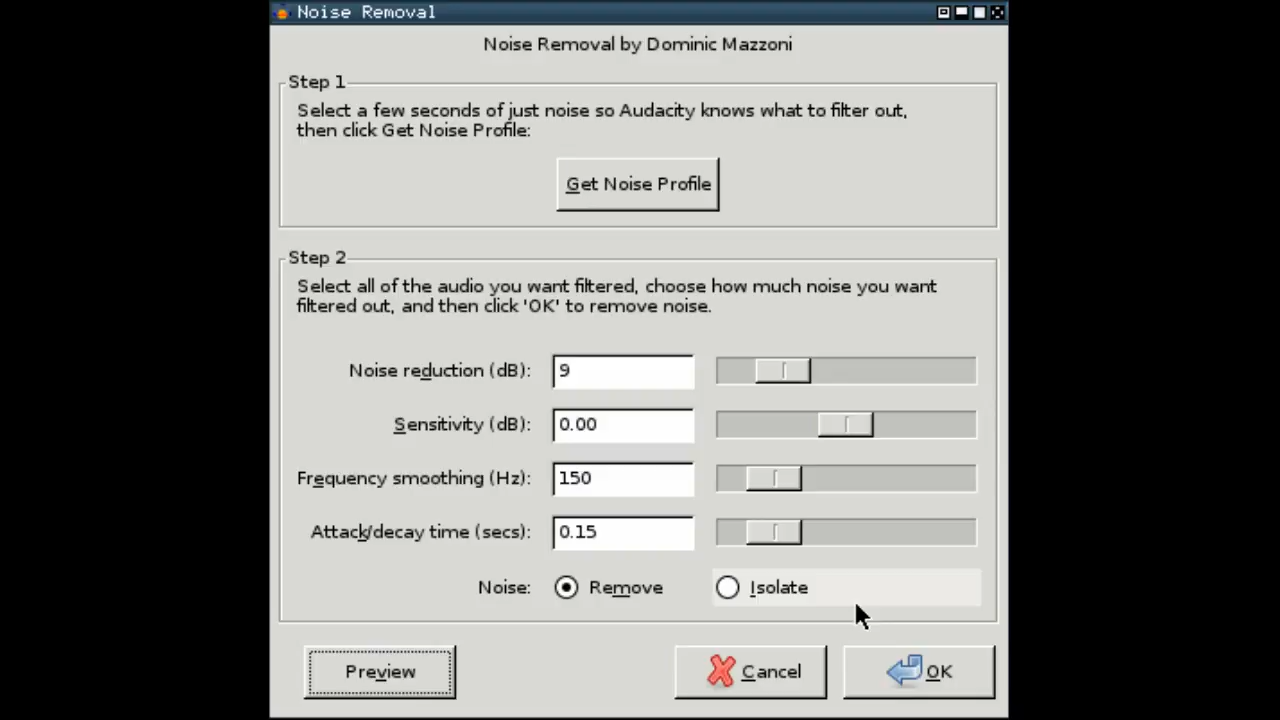 Noise Removal
Noise Removal by Dominic Mazzoni
Step 1
Select a few seconds of just noise so Audacity knows what to filter out,
then click Get Noise Profile:
Get Noise Profile
Step 2
Select all of the audio you want filtered, choose how much noise you want
filtered out, and then click 'OK' to remove noise.
Noise reduction (dB): 9
Sensitivity (dB): 0.00
Frequency smoothing (Hz): 150
Attack/decay time (secs): 0.15
Noise: Remove Isolate
Preview Cancel OK